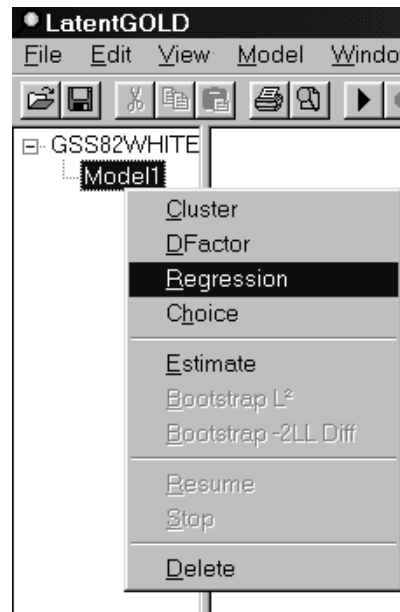 LatentGOLD
File Edit View Model Windo
GSS82WHITE
Model1
Cluster
DFactor
Regression
Choice
Estimate
Bootstrap L²
Bootstrap -2LL Diff
Resume
Stop
Delete